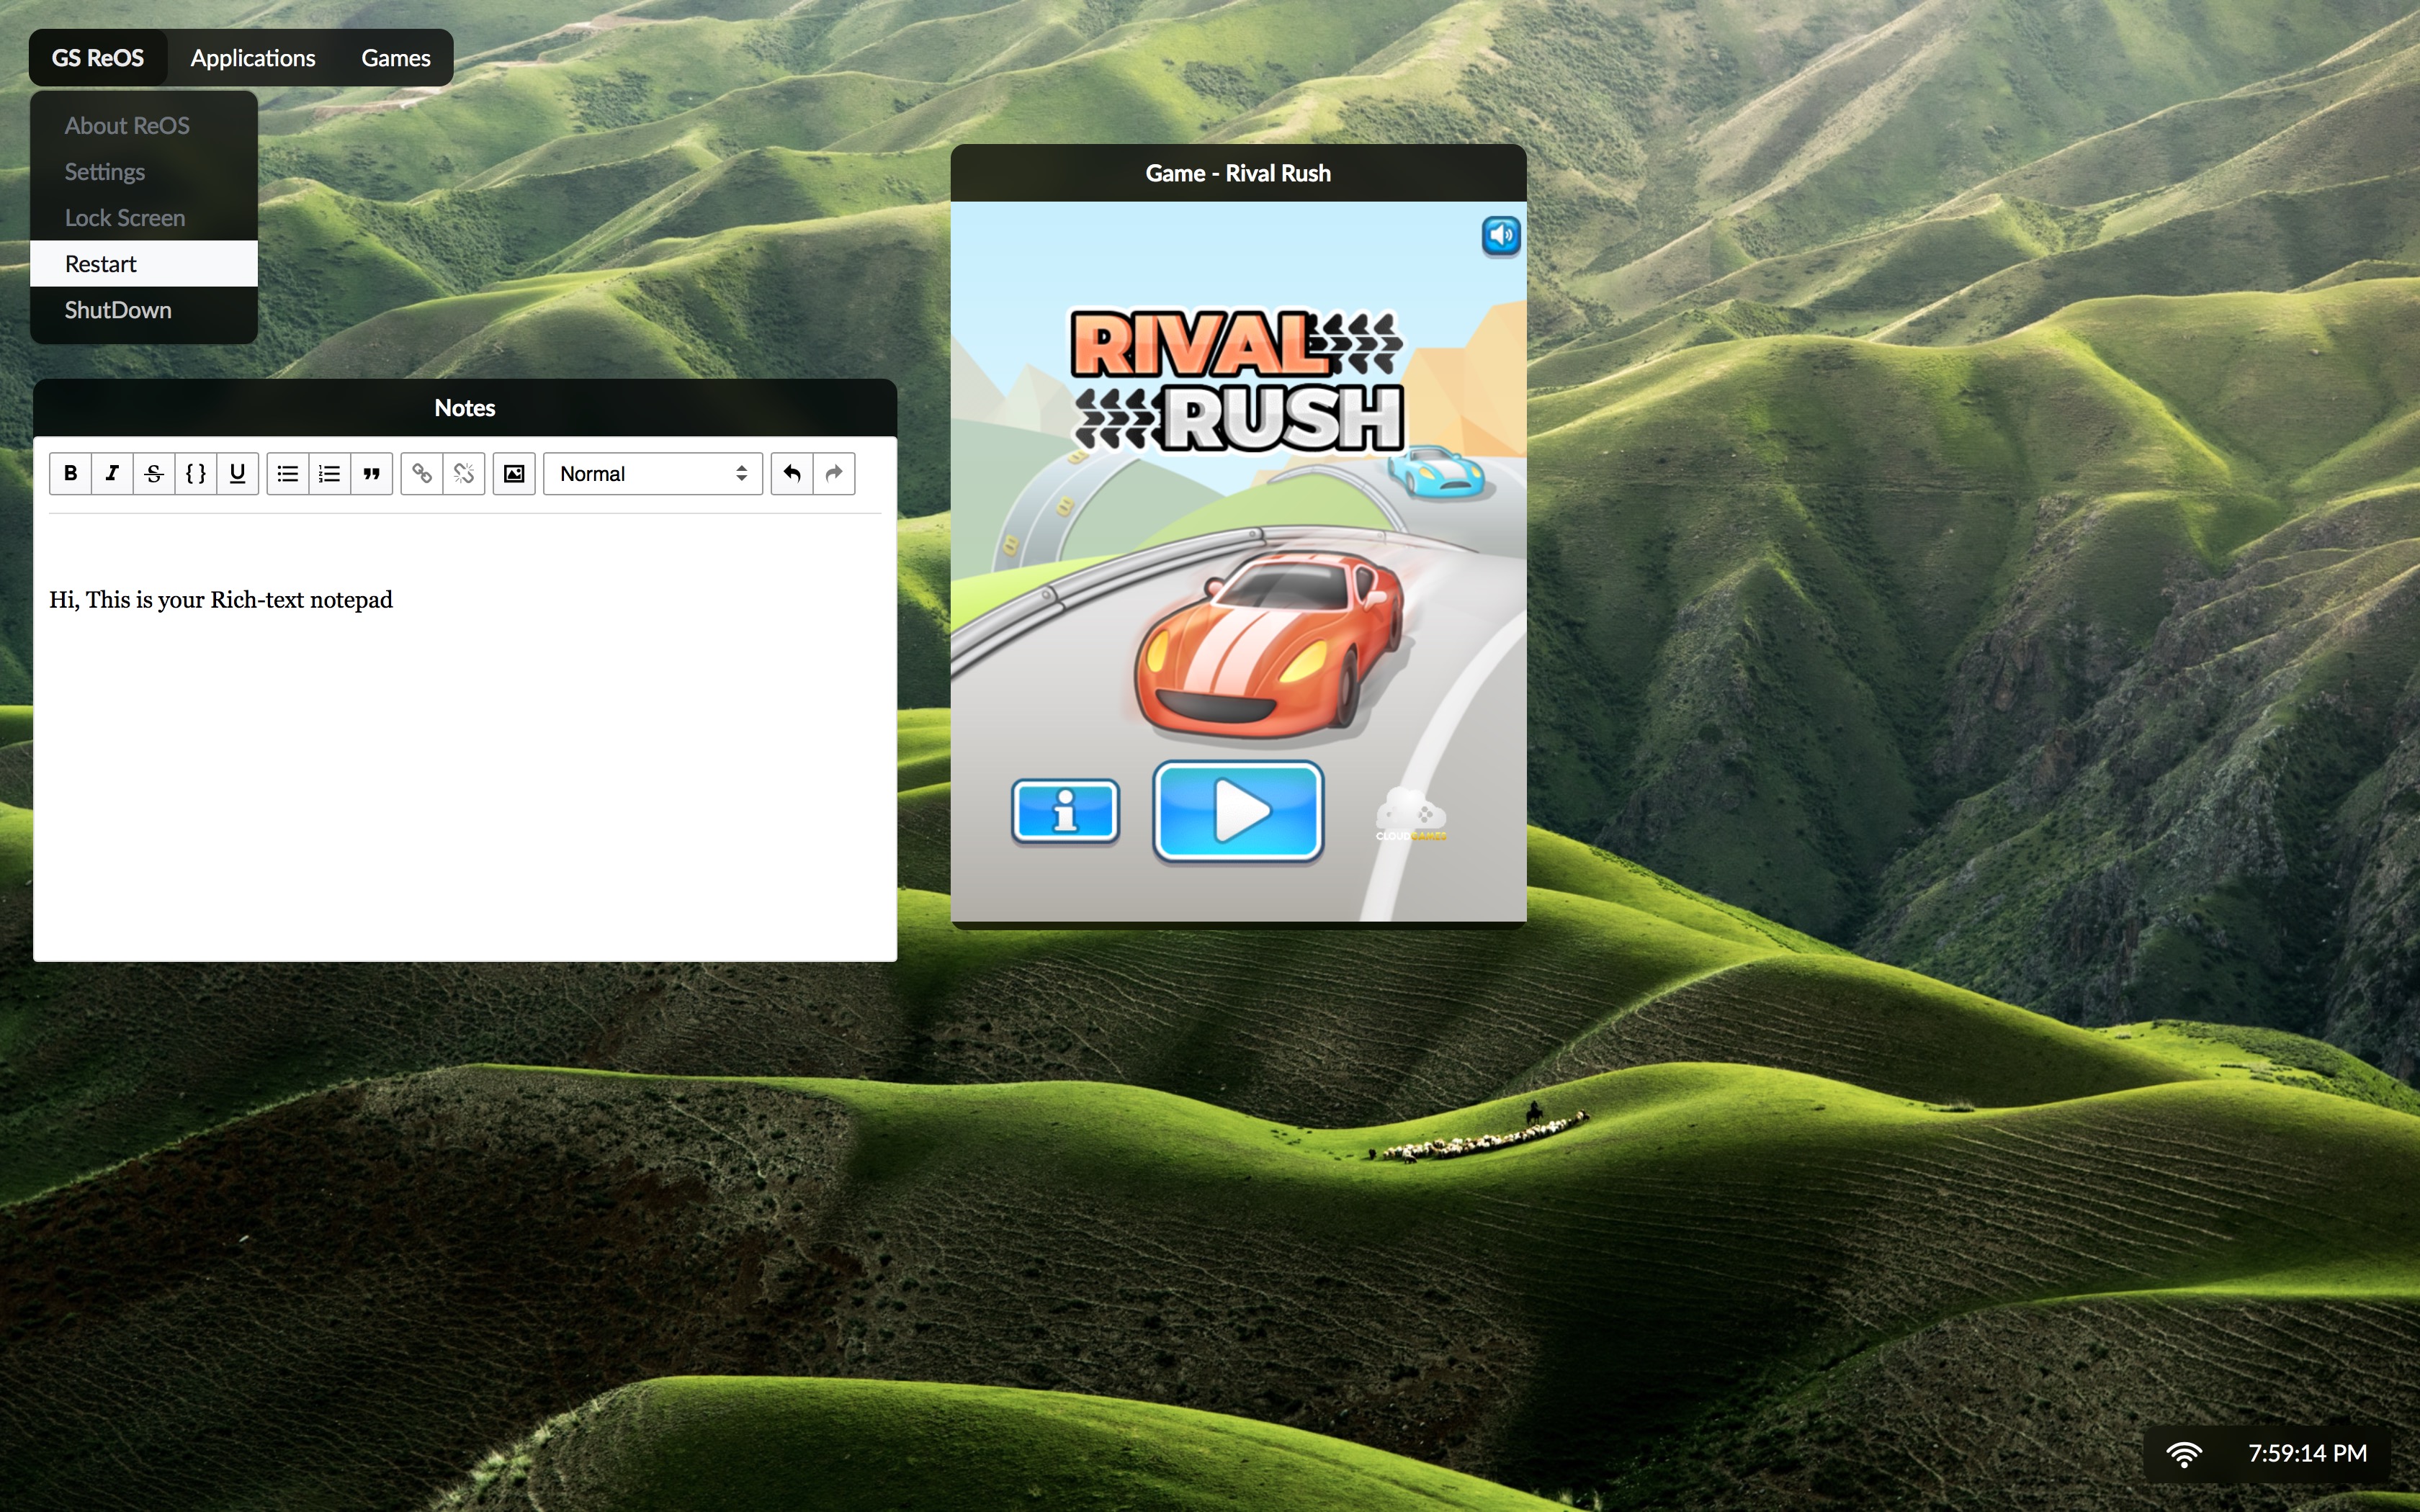 GS ReOS Applications Games
About ReOS
Settings
Lock Screen
Restart
ShutDown
Notes
Normal
Hi, This is your Rich-text notepad
Game - Rival Rush
RIVAL
RUSH
CLOUDGAMES
7:59:14 PM